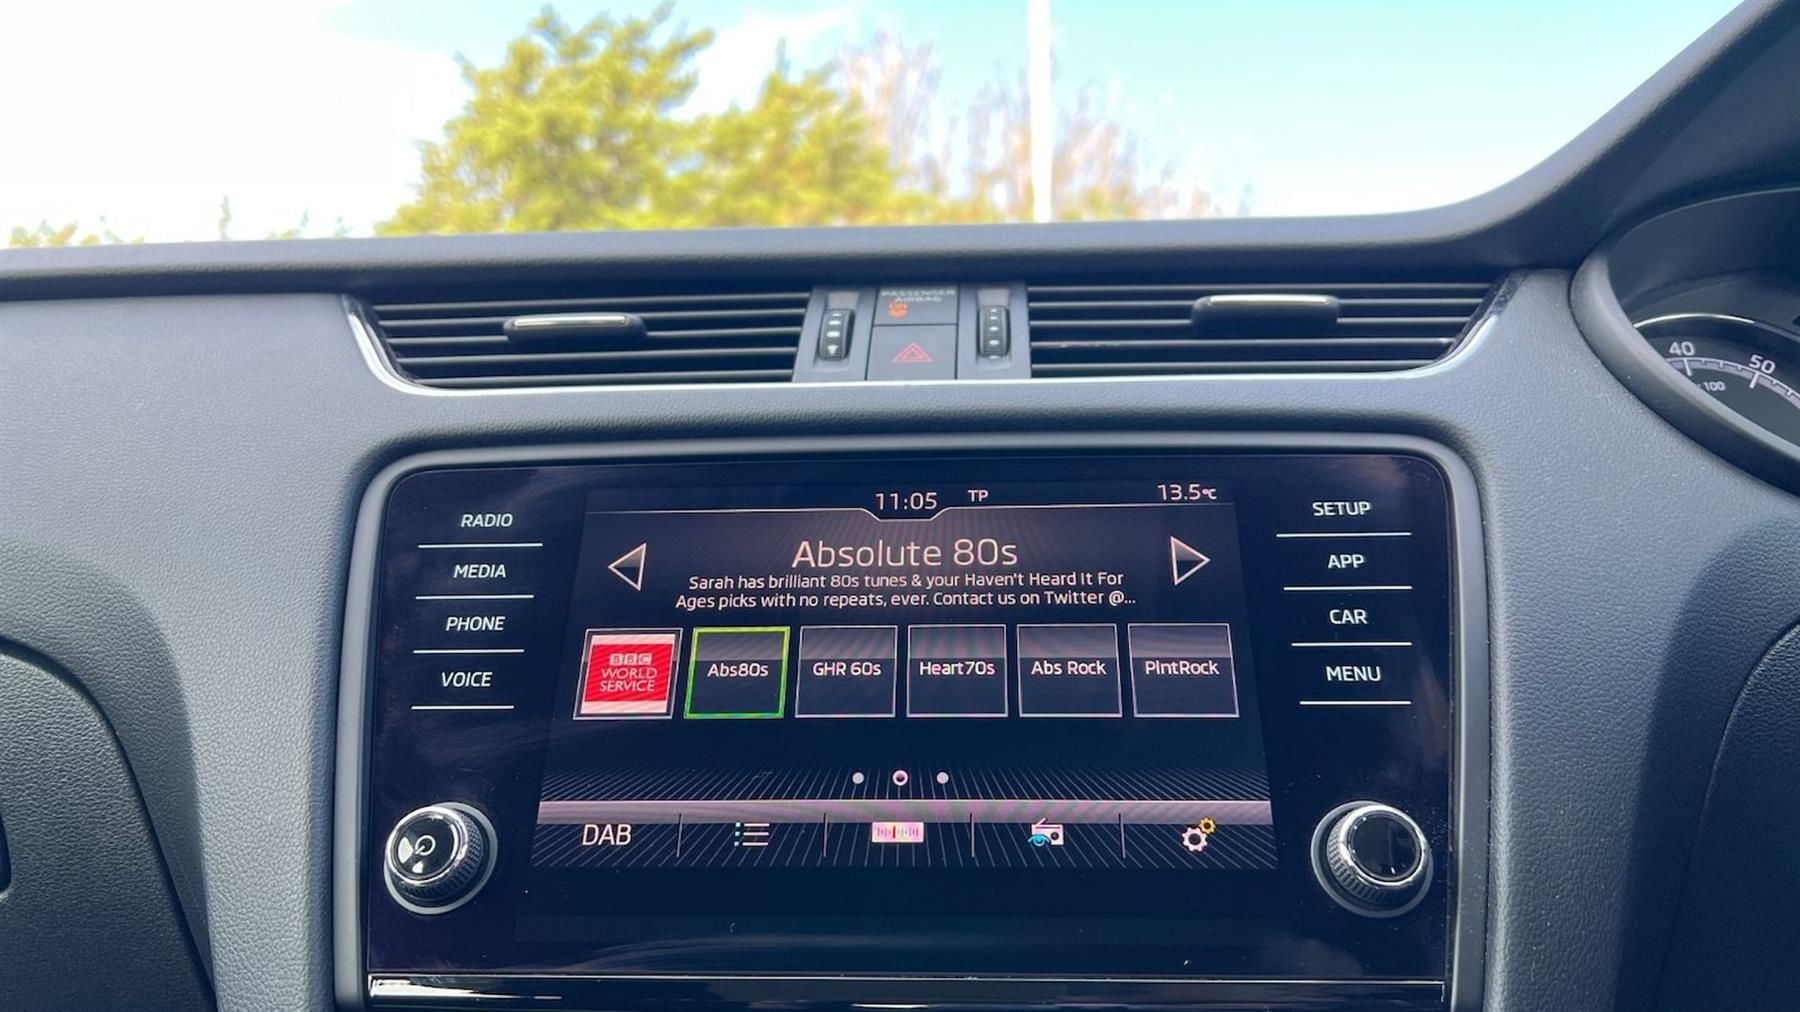 PASSENGER
AIRBAG
ON
40
50
100
RADIO
MEDIA
PHONE
VOICE
11:05 TP 13.5°C
Absolute 80s
Sarah has brilliant 80s tunes & your Haven't Heard It For
Ages picks with no repeats, ever. Contact us on Twitter @...
BBC
WORLD
SERVICE
Abs80s
GHR 60s
Heart70s
Abs Rock
PlntRock
DAB
SETUP
APP
CAR
MENU